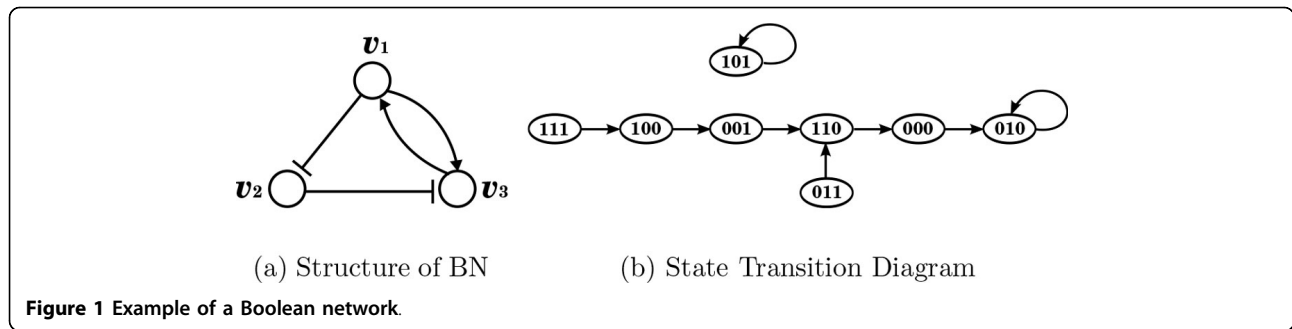 v1
v2
v3
101
111
100
001
110
000
010
011
(a) Structure of BN
(b) State Transition Diagram
Figure 1 Example of a Boolean network.